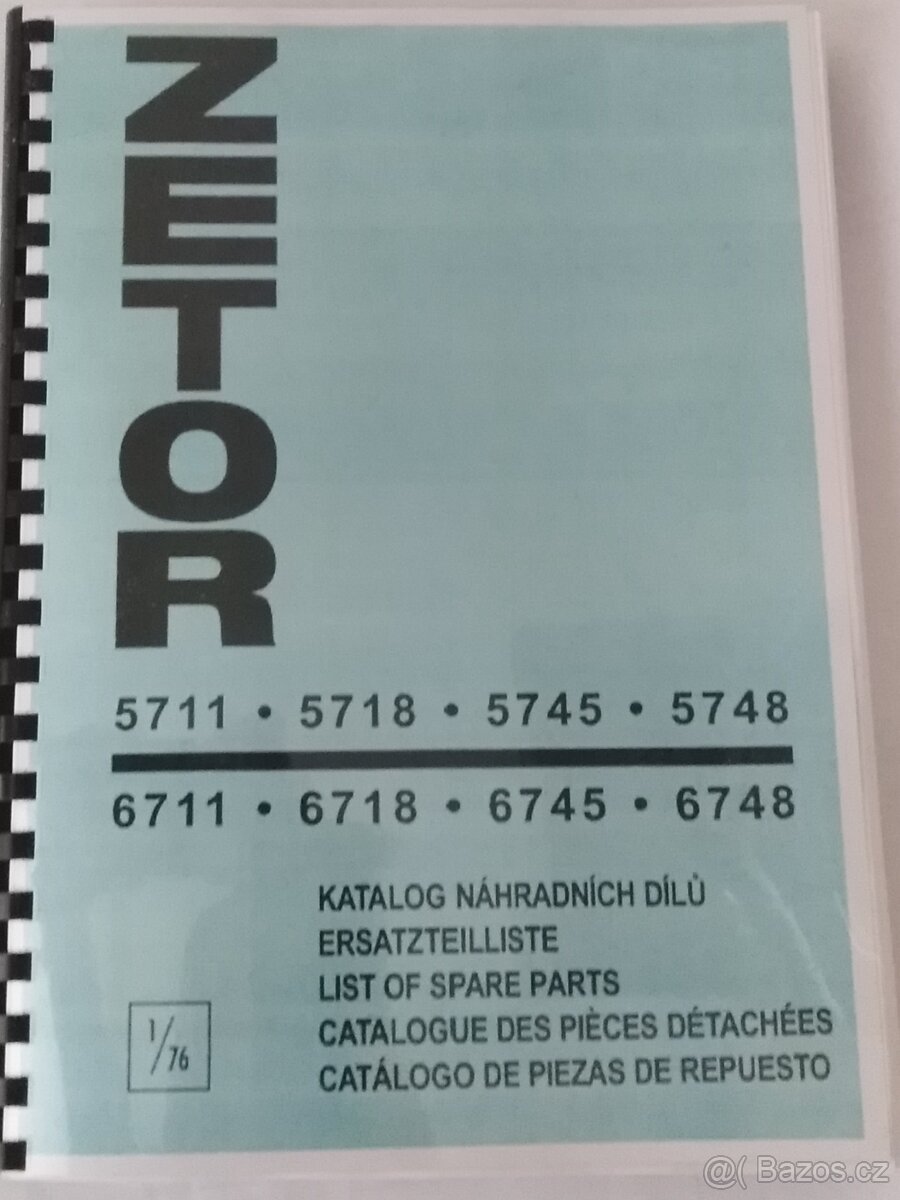 ZETOR
5711 • 5718 • 5745 • 5748
6711 • 6718 • 6745 • 6748
KATALOG NÁHRADNÍCH DÍLŮ
ERSATZTEILLISTE
LIST OF SPARE PARTS
CATALOGUE DES PIÈCES DÉTACHÉES
CATÁLOGO DE PIEZAS DE REPUESTO
1/76
@( Bazos.cz